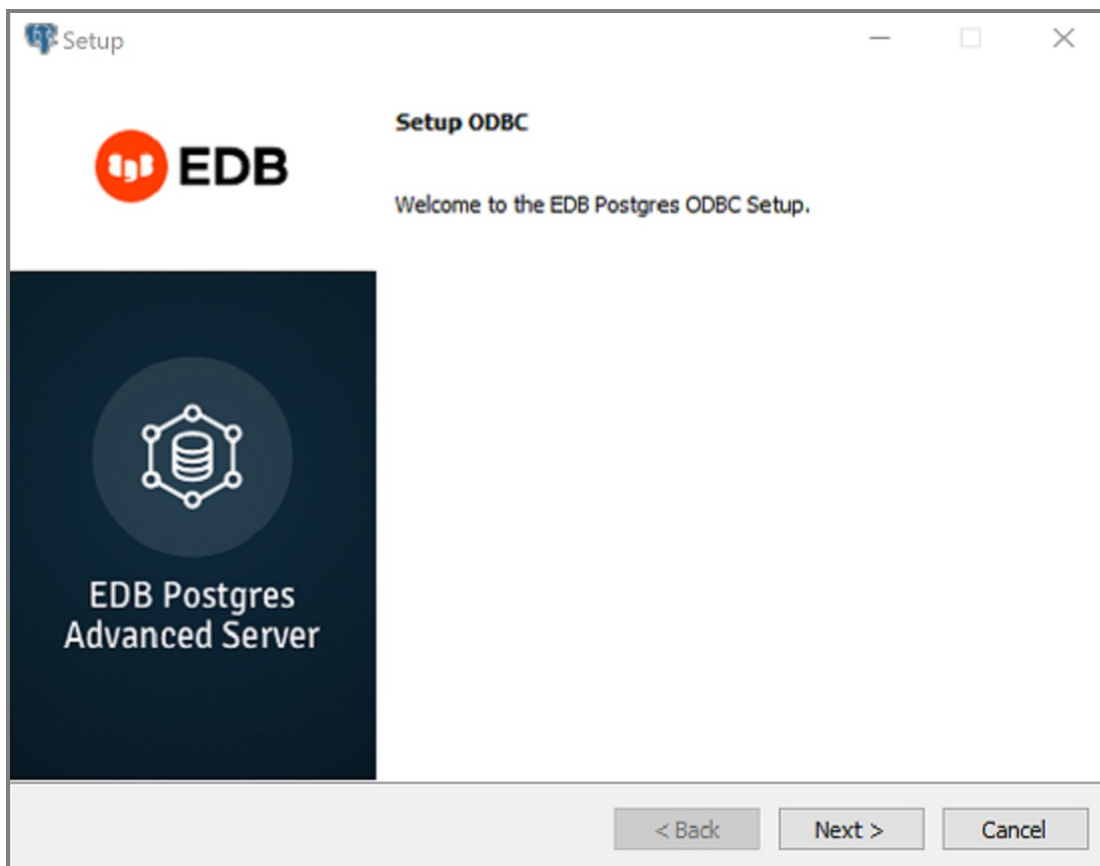 Setup
EDB
Setup ODBC
Welcome to the EDB Postgres ODBC Setup.
EDB Postgres
Advanced Server
< Back
Next >
Cancel